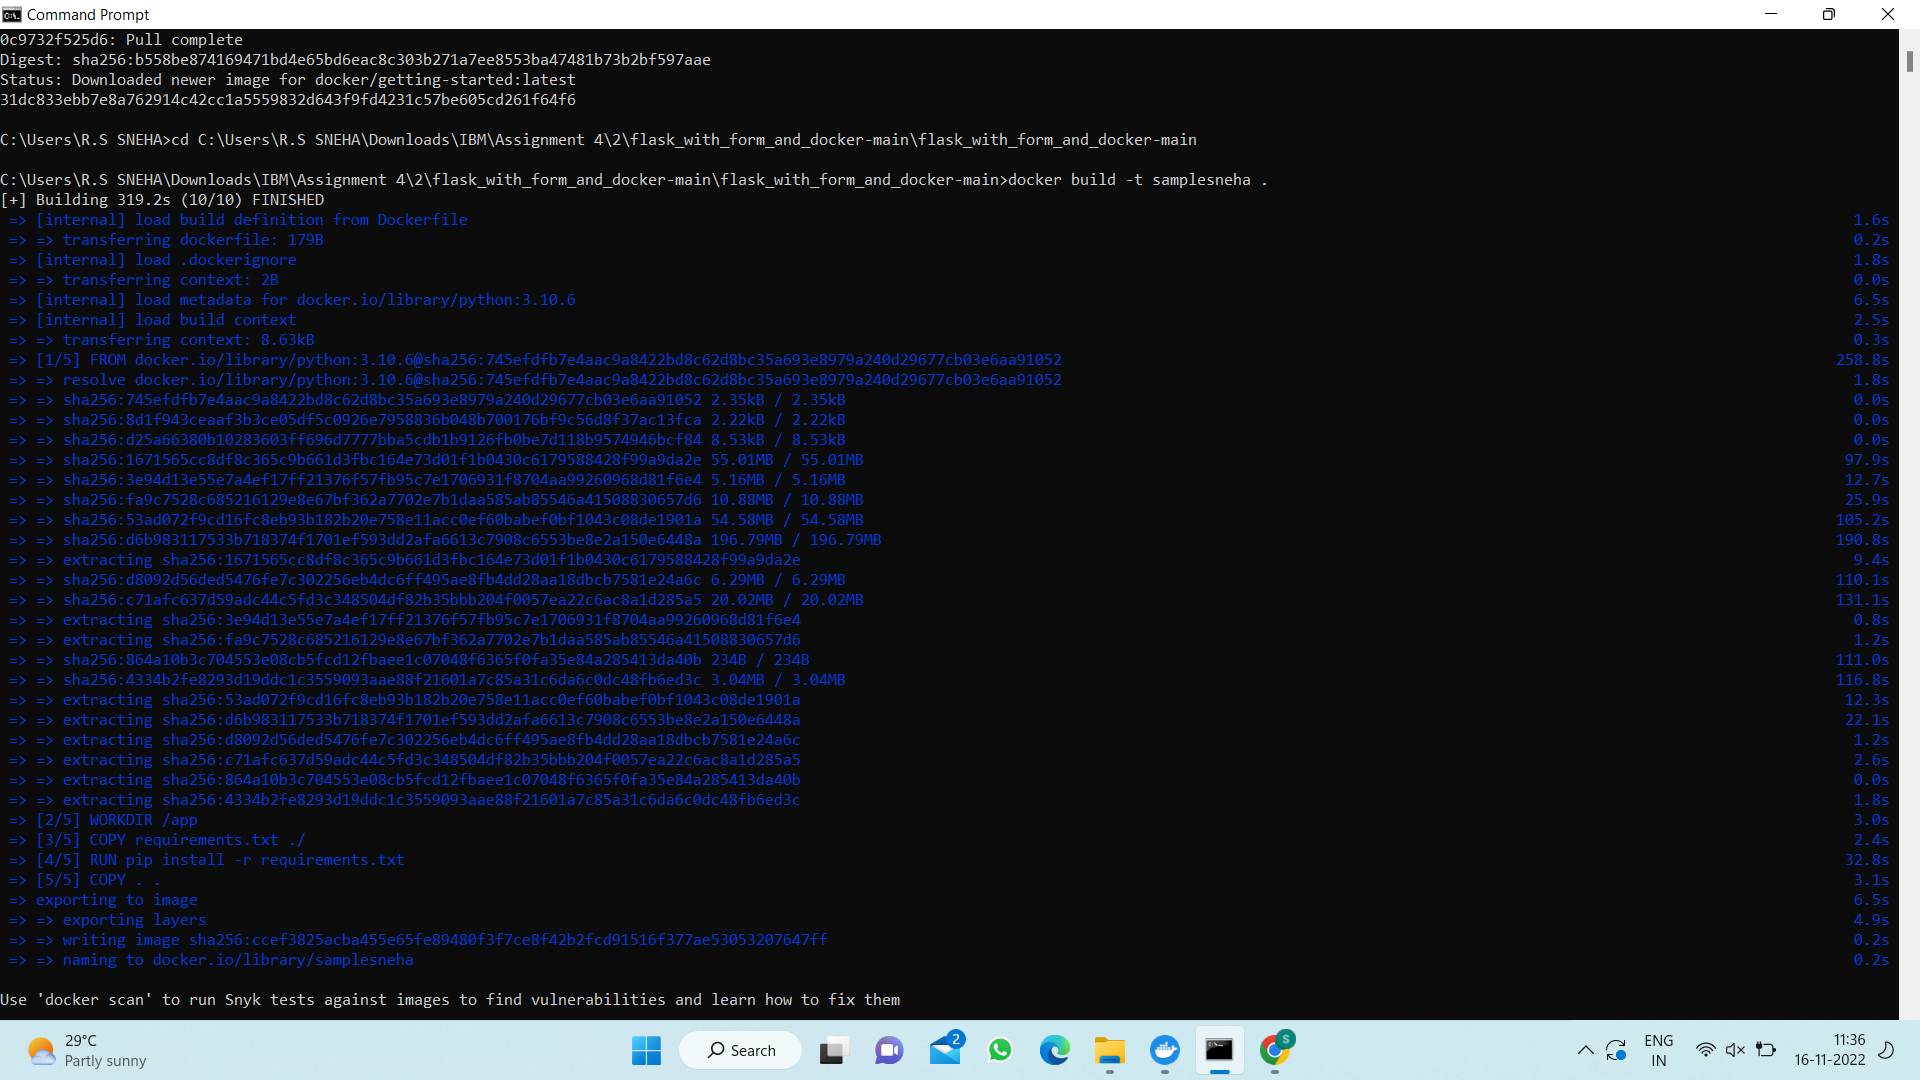 Command Prompt
0c9732f525d6: Pull complete
Digest: sha256:b558be874169471bd4e65bd6eac8c303b271a7ee8553ba47481b73b2bf597aae
Status: Downloaded newer image for docker/getting-started:latest
31dc833ebb7e8a762914c42cc1a5559832d643f9fd4231c57be605cd261f64f6
C:\Users\R.S SNEHA>cd C:\Users\R.S SNEHA\Downloads\IBM\Assignment 4\2\flask_with_form_and_docker-main\flask_with_form_and_docker-main
C:\Users\R.S SNEHA\Downloads\IBM\Assignment 4\2\flask_with_form_and_docker-main\flask_with_form_and_docker-main>docker build -t samplesneha .
[+] Building 319.2s (10/10) FINISHED
=> [internal] load build definition from Dockerfile 1.6s
=> => transferring dockerfile: 179B 0.2s
=> [internal] load .dockerignore 1.8s
=> => transferring context: 2B 0.0s
=> [internal] load metadata for docker.io/library/python:3.10.6 6.5s
=> [internal] load build context 2.5s
=> => transferring context: 8.63kB 0.3s
=> [1/5] FROM docker.io/library/python:3.10.6@sha256:745efdfb7e4aac9a8422bd8c62d8bc35a693e8979a240d29677cb03e6aa91052 258.8s
=> => resolve docker.io/library/python:3.10.6@sha256:745efdfb7e4aac9a8422bd8c62d8bc35a693e8979a240d29677cb03e6aa91052 1.8s
=> => sha256:745efdfb7e4aac9a8422bd8c62d8bc35a693e8979a240d29677cb03e6aa91052 2.35kB / 2.35kB 0.0s
=> => sha256:8d1f943ceaaf3b3ce05df5c0926e7958836b048b700176bf9c56d8f37ac13fca 2.22kB / 2.22kB 0.0s
=> => sha256:d25a66380b10283603ff696d7777bba5cdb1b9126fb0be7d118b9574946bcf84 8.53kB / 8.53kB 0.0s
=> => sha256:1671565cc8df8c365c9b661d3fbc164e73d01f1b0430c6179588428f99a9da2e 55.01MB / 55.01MB 97.9s
=> => sha256:3e94d13e55e7a4ef17ff21376f57fb95c7e1706931f8704aa99260968d81f6e4 5.16MB / 5.16MB 12.7s
=> => sha256:fa9c7528c685216129e8e67bf362a7702e7b1daa585ab85546a41508830657d6 10.88MB / 10.88MB 25.9s
=> => sha256:53ad072f9cd16fc8eb93b182b20e758e11acc0ef60babef0bf1043c08de1901a 54.58MB / 54.58MB 105.2s
=> => sha256:d6b983117533b718374f1701ef593dd2afa6613c7908c6553be8e2a150e6448a 196.79MB / 196.79MB 190.8s
=> => extracting sha256:1671565cc8df8c365c9b661d3fbc164e73d01f1b0430c6179588428f99a9da2e 9.4s
=> => sha256:d8092d56ded5476fe7c302256eb4dc6ff495ae8fb4dd28aa18dbcb7581e24a6c 6.29MB / 6.29MB 110.1s
=> => sha256:c71afc637d59adc44c5fd3c348504df82b35bbb204f0057ea22c6ac8a1d285a5 20.02MB / 20.02MB 131.1s
=> => extracting sha256:3e94d13e55e7a4ef17ff21376f57fb95c7e1706931f8704aa99260968d81f6e4 0.8s
=> => extracting sha256:fa9c7528c685216129e8e67bf362a7702e7b1daa585ab85546a41508830657d6 1.2s
=> => sha256:864a10b3c704553e08cb5fcd12fbaee1c07048f6365f0fa35e84a285413da40b 234B / 234B 111.0s
=> => sha256:4334b2fe8293d19ddc1c3559093aae88f21601a7c85a31c6da6c0dc48fb6ed3c 3.04MB / 3.04MB 116.8s
=> => extracting sha256:53ad072f9cd16fc8eb93b182b20e758e11acc0ef60babef0bf1043c08de1901a 12.3s
=> => extracting sha256:d6b983117533b718374f1701ef593dd2afa6613c7908c6553be8e2a150e6448a 22.1s
=> => extracting sha256:d8092d56ded5476fe7c302256eb4dc6ff495ae8fb4dd28aa18dbcb7581e24a6c 1.2s
=> => extracting sha256:c71afc637d59adc44c5fd3c348504df82b35bbb204f0057ea22c6ac8a1d285a5 2.6s
=> => extracting sha256:864a10b3c704553e08cb5fcd12fbaee1c07048f6365f0fa35e84a285413da40b 0.0s
=> => extracting sha256:4334b2fe8293d19ddc1c3559093aae88f21601a7c85a31c6da6c0dc48fb6ed3c 1.8s
=> [2/5] WORKDIR /app 3.0s
=> [3/5] COPY requirements.txt ./ 2.4s
=> [4/5] RUN pip install -r requirements.txt 32.8s
=> [5/5] COPY . . 3.1s
=> exporting to image 6.5s
=> => exporting layers 4.9s
=> => writing image sha256:ccef3825acba455e65fe89480f3f7ce8f42b2fcd91516f377ae53053207647ff 0.2s
=> => naming to docker.io/library/samplesneha 0.2s
Use 'docker scan' to run Snyk tests against images to find vulnerabilities and learn how to fix them
29°C
Partly sunny
Search
2
S
ENG
IN
11:36
16-11-2022